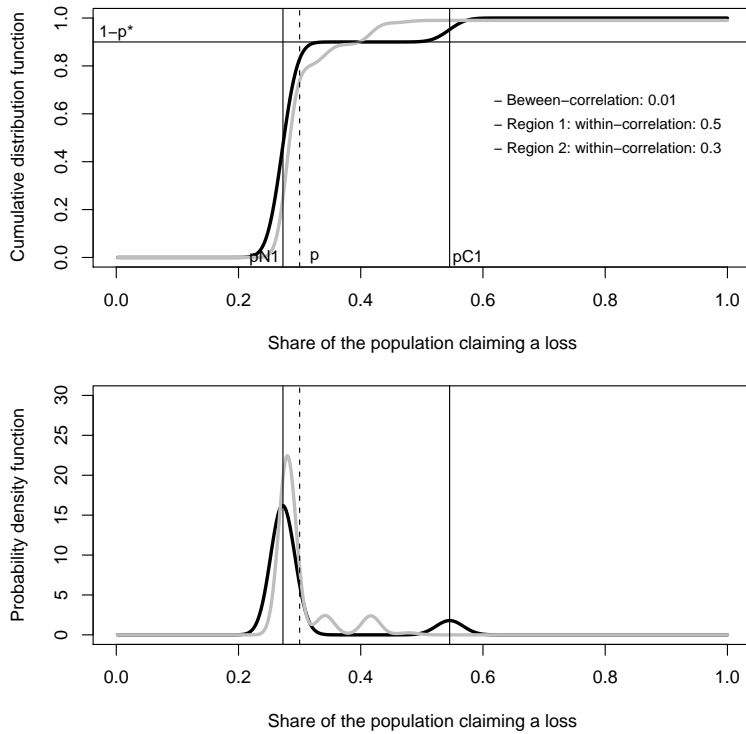 Cumulative distribution function
1.0
0.8
0.6
0.4
0.2
0.0
1−p*
− Beween−correlation: 0.01
− Region 1: within−correlation: 0.5
− Region 2: within−correlation: 0.3
pN1 p pC1
0.0 0.2 0.4 0.6 0.8 1.0
Share of the population claiming a loss
Probability density function
30
25
20
15
10
5
0
0.0 0.2 0.4 0.6 0.8 1.0
Share of the population claiming a loss